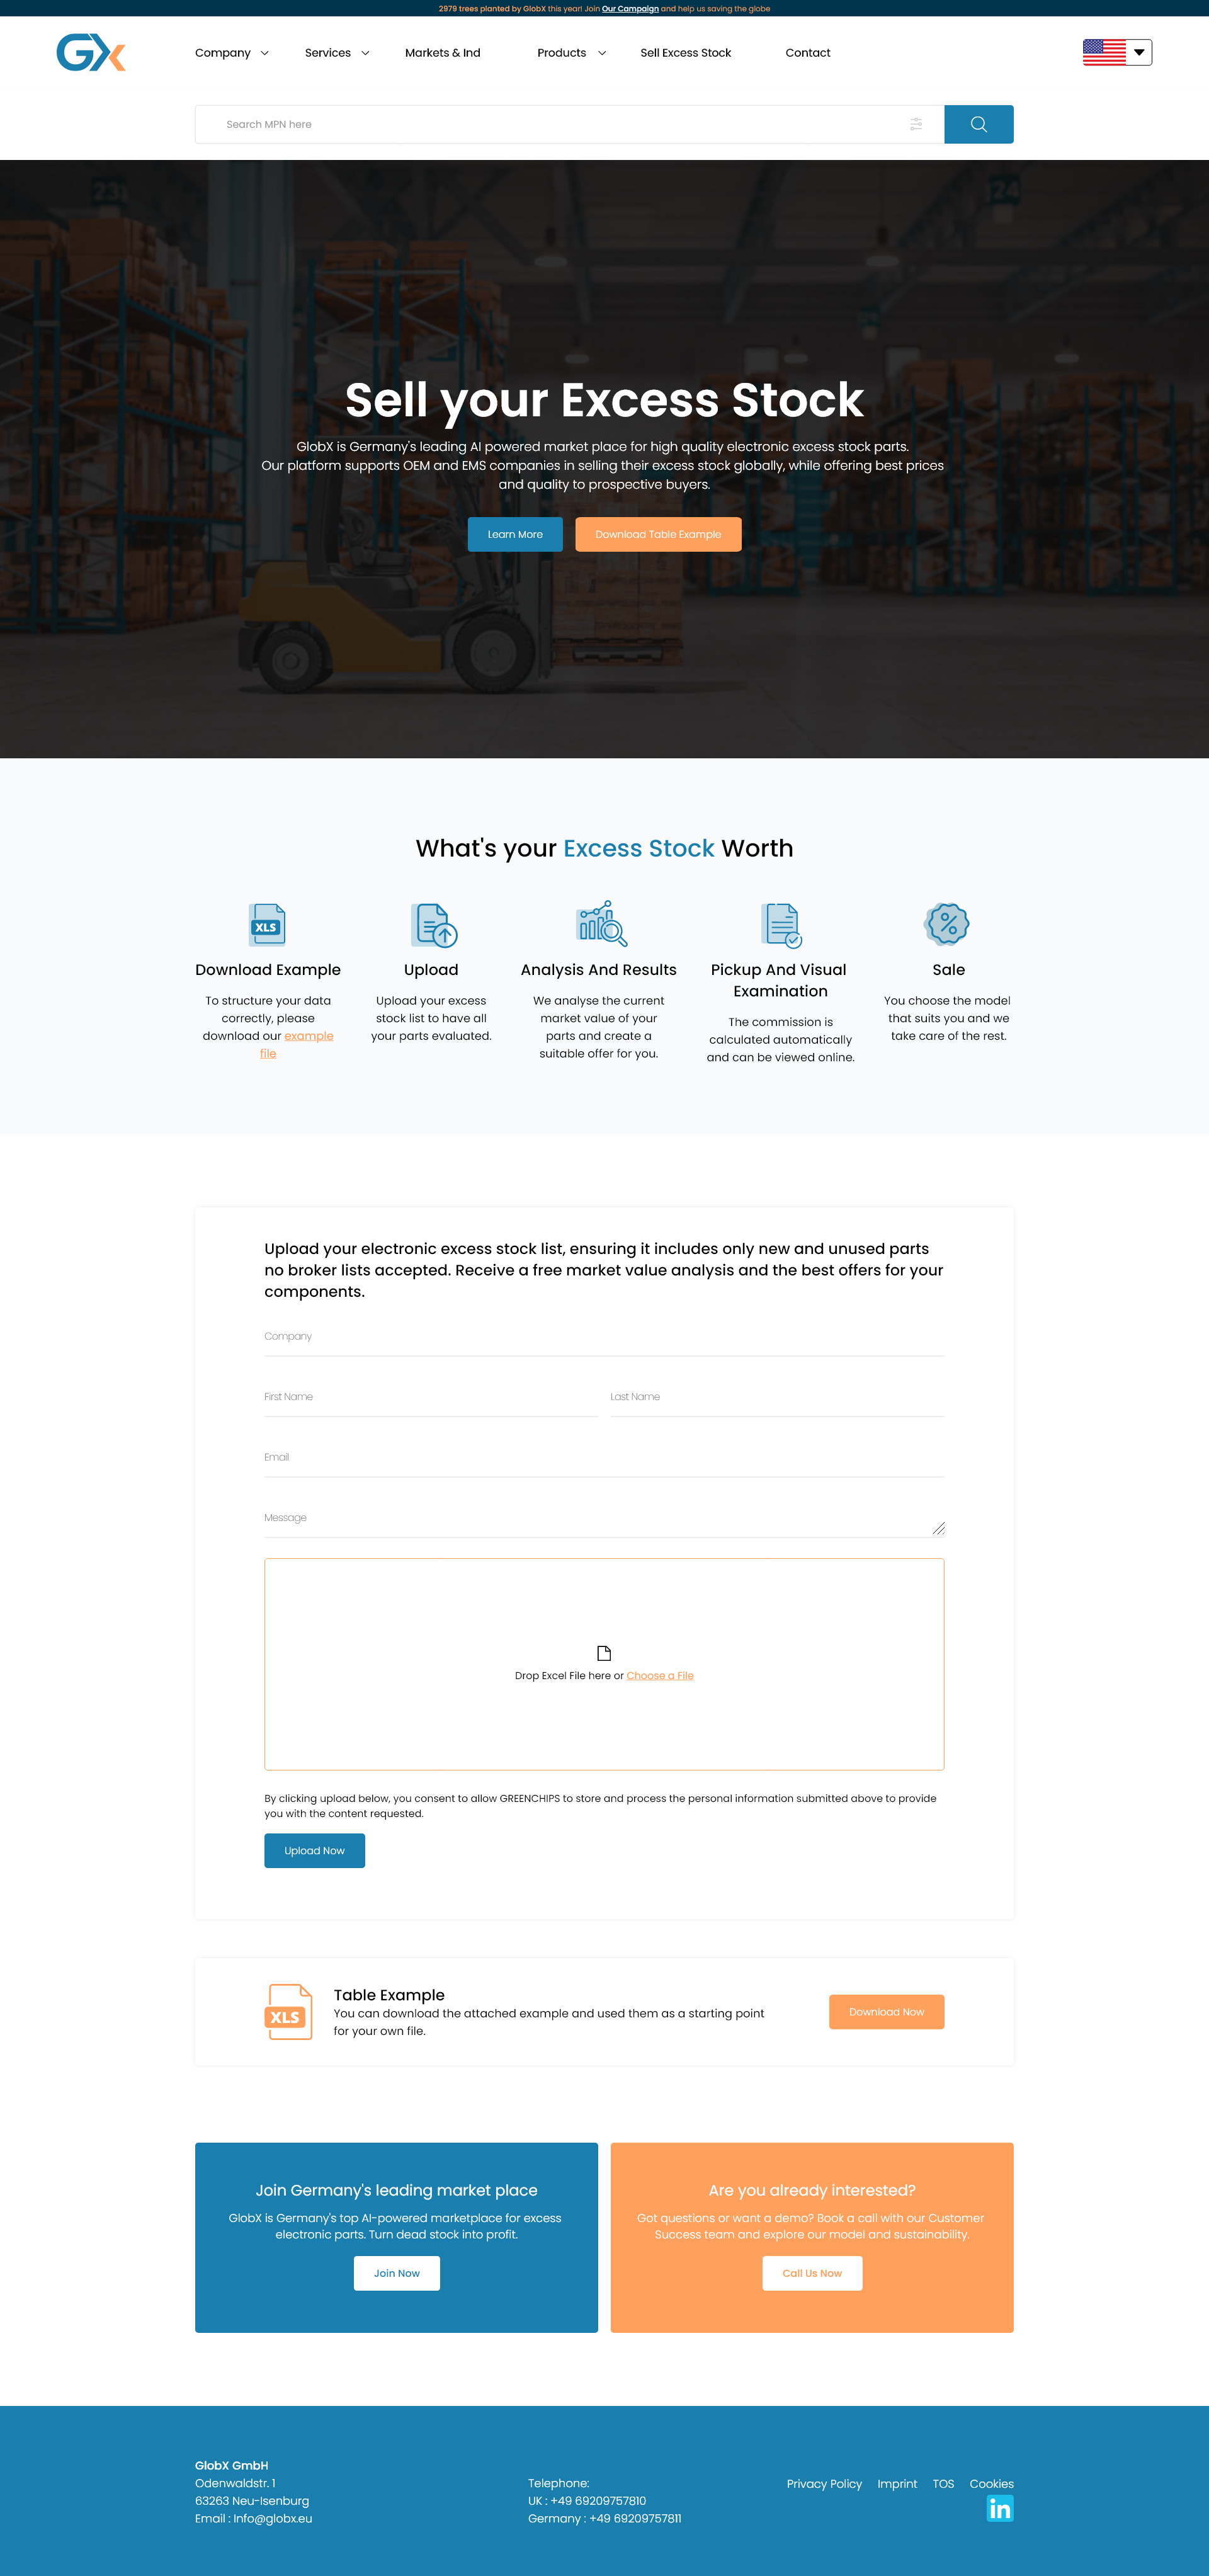 2979 trees planted by GlobX this year! Join Our Campaign and help us saving the globe
GX
Company
Services
Markets & Ind
Products
Sell Excess Stock
Contact
Search MPN here
23
24
Sell your Excess Stock
GlobX is Germany's leading AI powered market place for high quality electronic excess stock parts.
Our platform supports OEM and EMS companies in selling their excess stock globally, while offering best prices
and quality to prospective buyers.
Learn More
Download Table Example
What's your Excess Stock Worth
XLS
Download Example
To structure your data
correctly, please
download our example
file
Upload
Upload your excess
stock list to have all
your parts evaluated.
Analysis And Results
We analyse the current
market value of your
parts and create a
suitable offer for you.
Pickup And Visual
Examination
The commission is
calculated automatically
and can be viewed online.
%
Sale
You choose the model
that suits you and we
take care of the rest.
Upload your electronic excess stock list, ensuring it includes only new and unused parts
no broker lists accepted. Receive a free market value analysis and the best offers for your
components.
Company
First Name
Last Name
Email
Message
Drop Excel File here or Choose a File
By clicking upload below, you consent to allow GREENCHIPS to store and process the personal information submitted above to provide
you with the content requested.
Upload Now
XLS
Table Example
You can download the attached example and used them as a starting point
for your own file.
Download Now
Join Germany's leading market place
GlobX is Germany's top AI-powered marketplace for excess
electronic parts. Turn dead stock into profit.
Join Now
Are you already interested?
Got questions or want a demo? Book a call with our Customer
Success team and explore our model and sustainability.
Call Us Now
GlobX GmbH
Odenwaldstr. 1
63263 Neu-Isenburg
Email : Info@globx.eu
Telephone:
UK : +49 69209757810
Germany : +49 69209757811
Privacy Policy
Imprint
TOS
Cookies
in